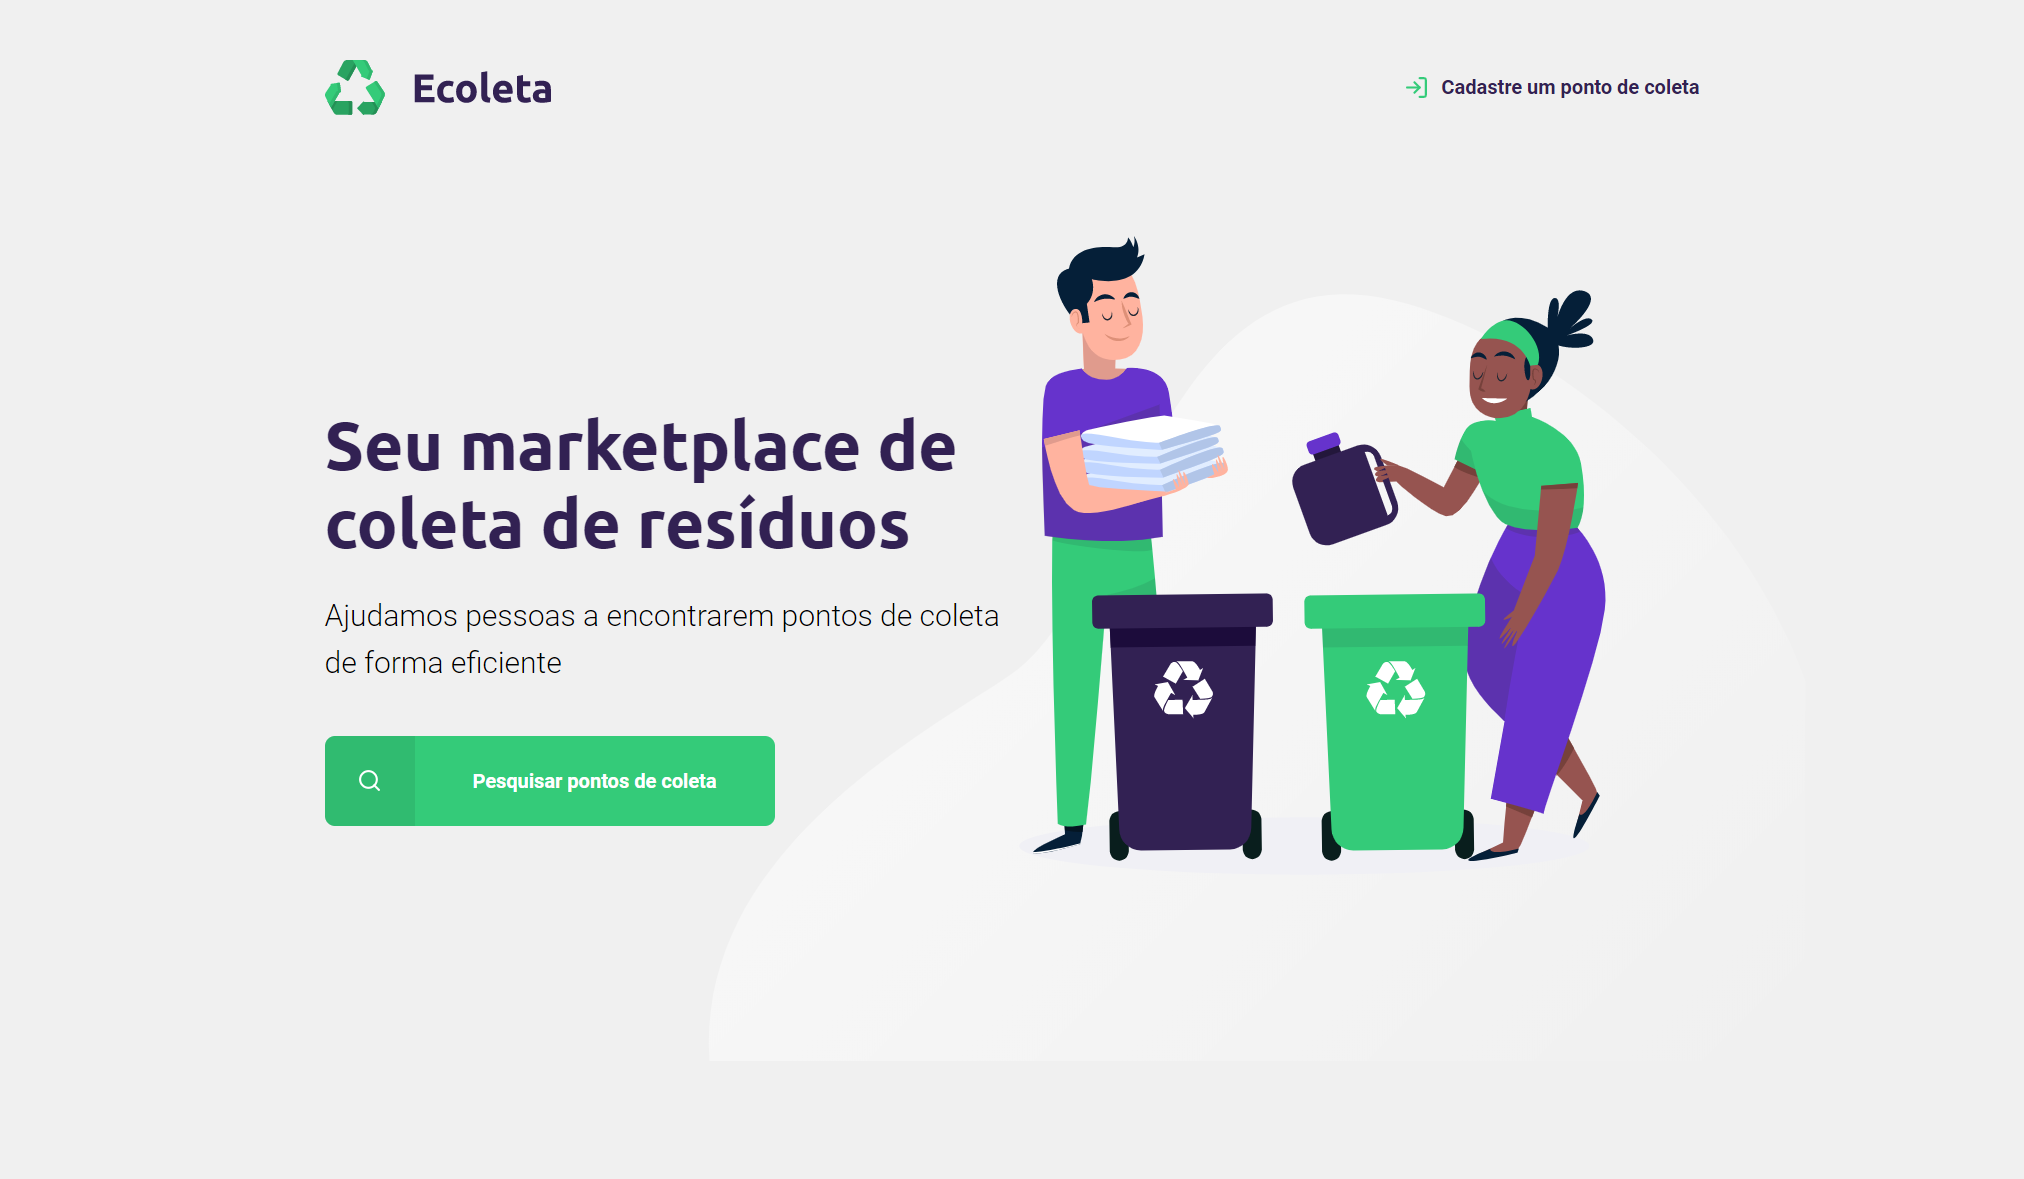 Ecoleta
Cadastre um ponto de coleta
Seu marketplace de
coleta de resíduos
Ajudamos pessoas a encontrarem pontos de coleta
de forma eficiente
Pesquisar pontos de coleta